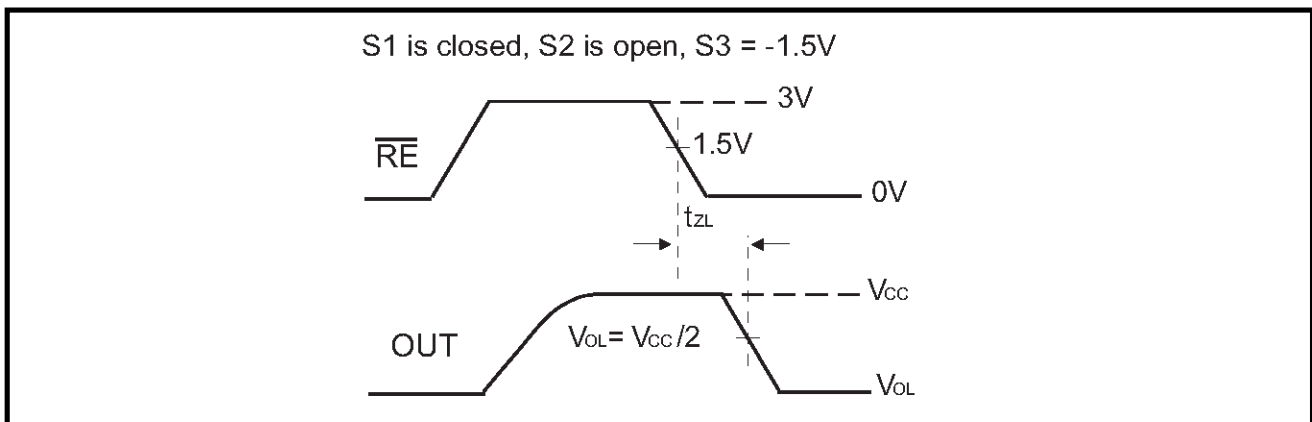 S1 is closed, S2 is open, S3 = -1.5V
3V
RE
1.5V
0V
tZL
VCC
OUT
VOL= VCC/2
VOL